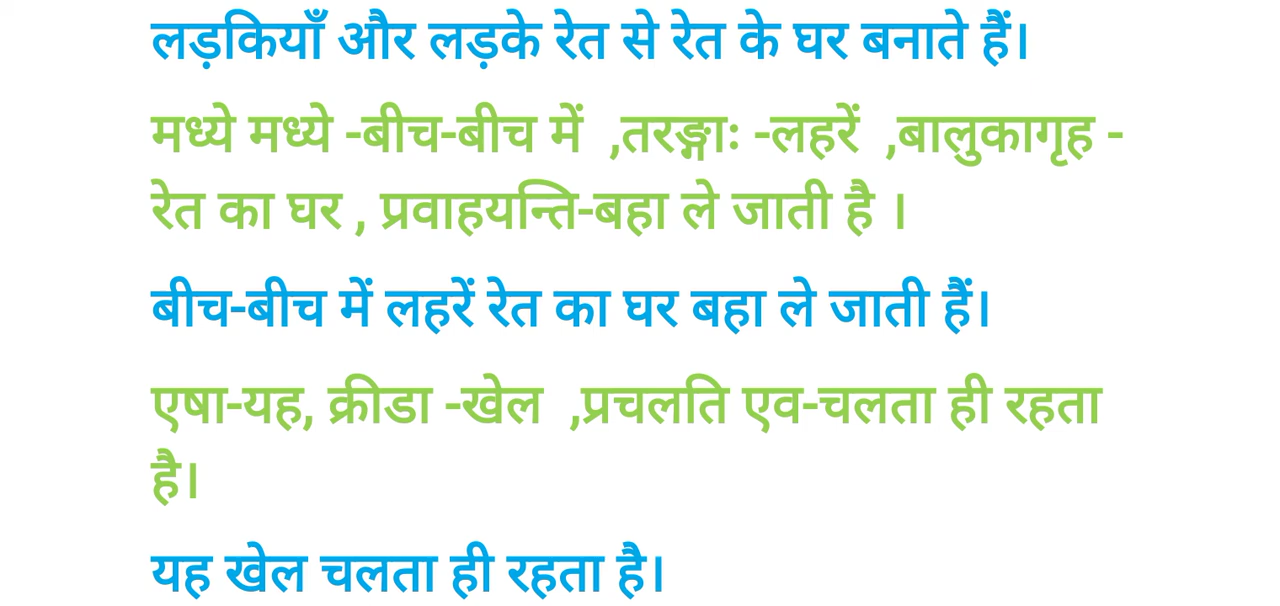 लड़कियाँ और लड़के रेत से रेत के घर बनाते हैं।
मध्ये मध्ये -बीच-बीच में ,तरङ्गाः -लहरें ,बालुकागृह -
रेत का घर , प्रवाहयन्ति-बहा ले जाती है ।
बीच-बीच में लहरें रेत का घर बहा ले जाती हैं।
एषा-यह, क्रीडा -खेल ,प्रचलति एव-चलता ही रहता
है।
यह खेल चलता ही रहता है।